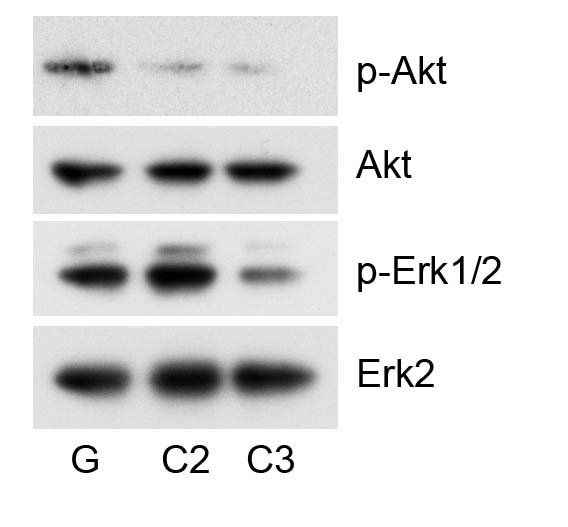 p-Akt
Akt
p-Erk1/2
Erk2
G C2 C3